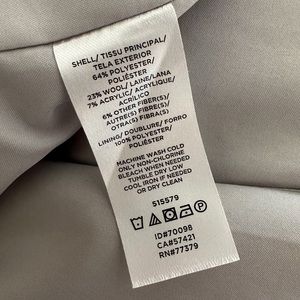 SHELL/ TISSU PRINCIPAL/
TELA EXTERIOR
64% POLYESTER/
POLIÉSTER
23% WOOL/ LAINE/LANA
7% ACRYLIC/ ACRYLIQUE/
ACRÍLICO
6% OTHER FIBER(S)/
AUTRE(S) FIBRE(S)/
OTRA(S) FIBRA(S)
LINING/ DOUBLURE/ FORRO
100% POLYESTER/
POLIÉSTER
MACHINE WASH COLD
ONLY NON-CHLORINE
BLEACH WHEN NEEDED
TUMBLE DRY LOW
COOL IRON IF NEEDED
OR DRY CLEAN
515579
ID#70098
CA#57421
RN#77379